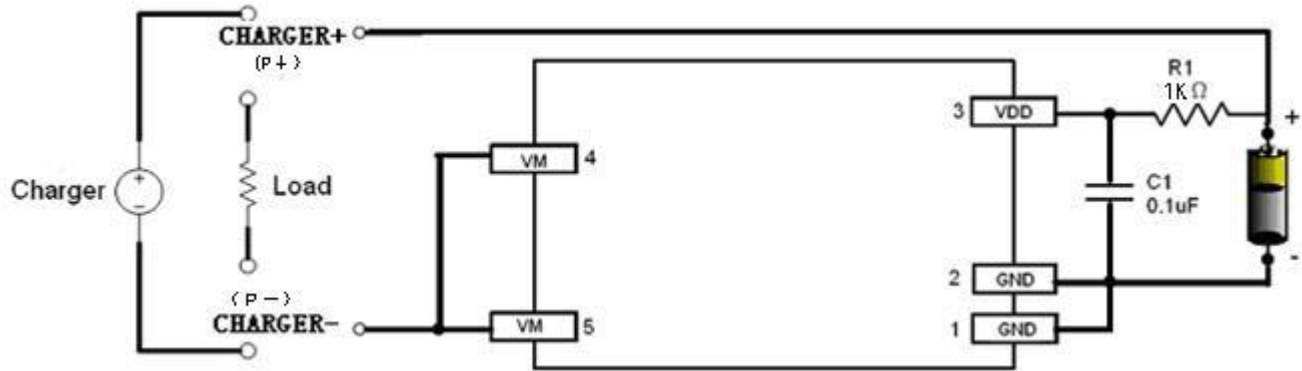 CHARGER+
(P+)
R1
1KΩ
3 VDD
+
VM 4
Charger
+
−
Load
C1
0.1uF
2 GND
-
(P−)
CHARGER−
VM 5
1 GND